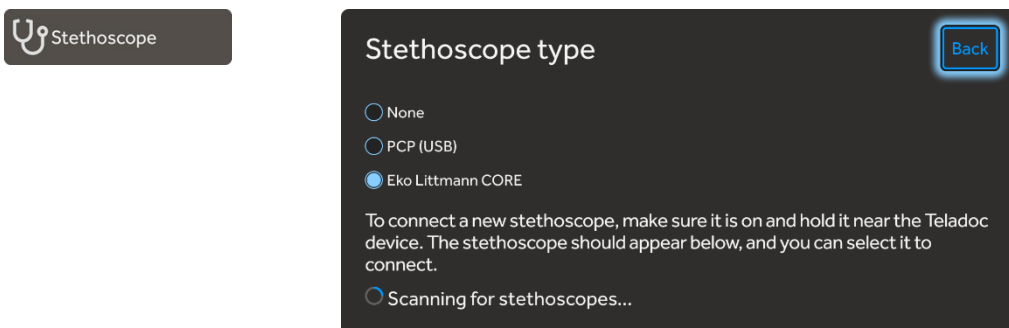 Stethoscope
Stethoscope type
Back
None
PCP (USB)
Eko Littmann CORE
To connect a new stethoscope, make sure it is on and hold it near the Teladoc
device. The stethoscope should appear below, and you can select it to
connect.
Scanning for stethoscopes...